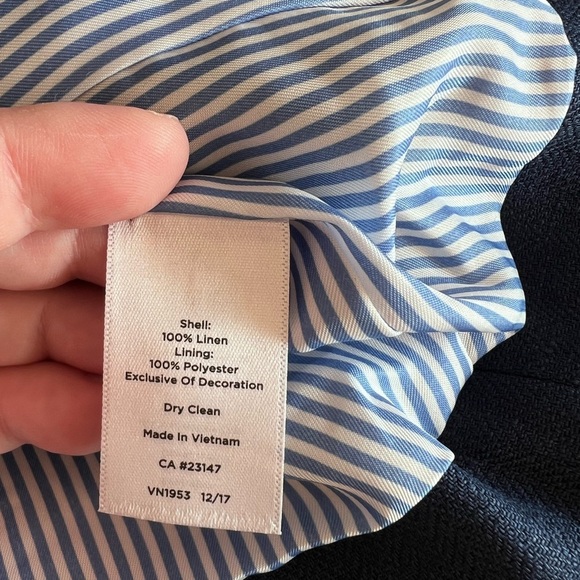 Shell:
100% Linen
Lining:
100% Polyester
Exclusive Of Decoration
Dry Clean
Made In Vietnam
CA #23147
VN1953 12/17